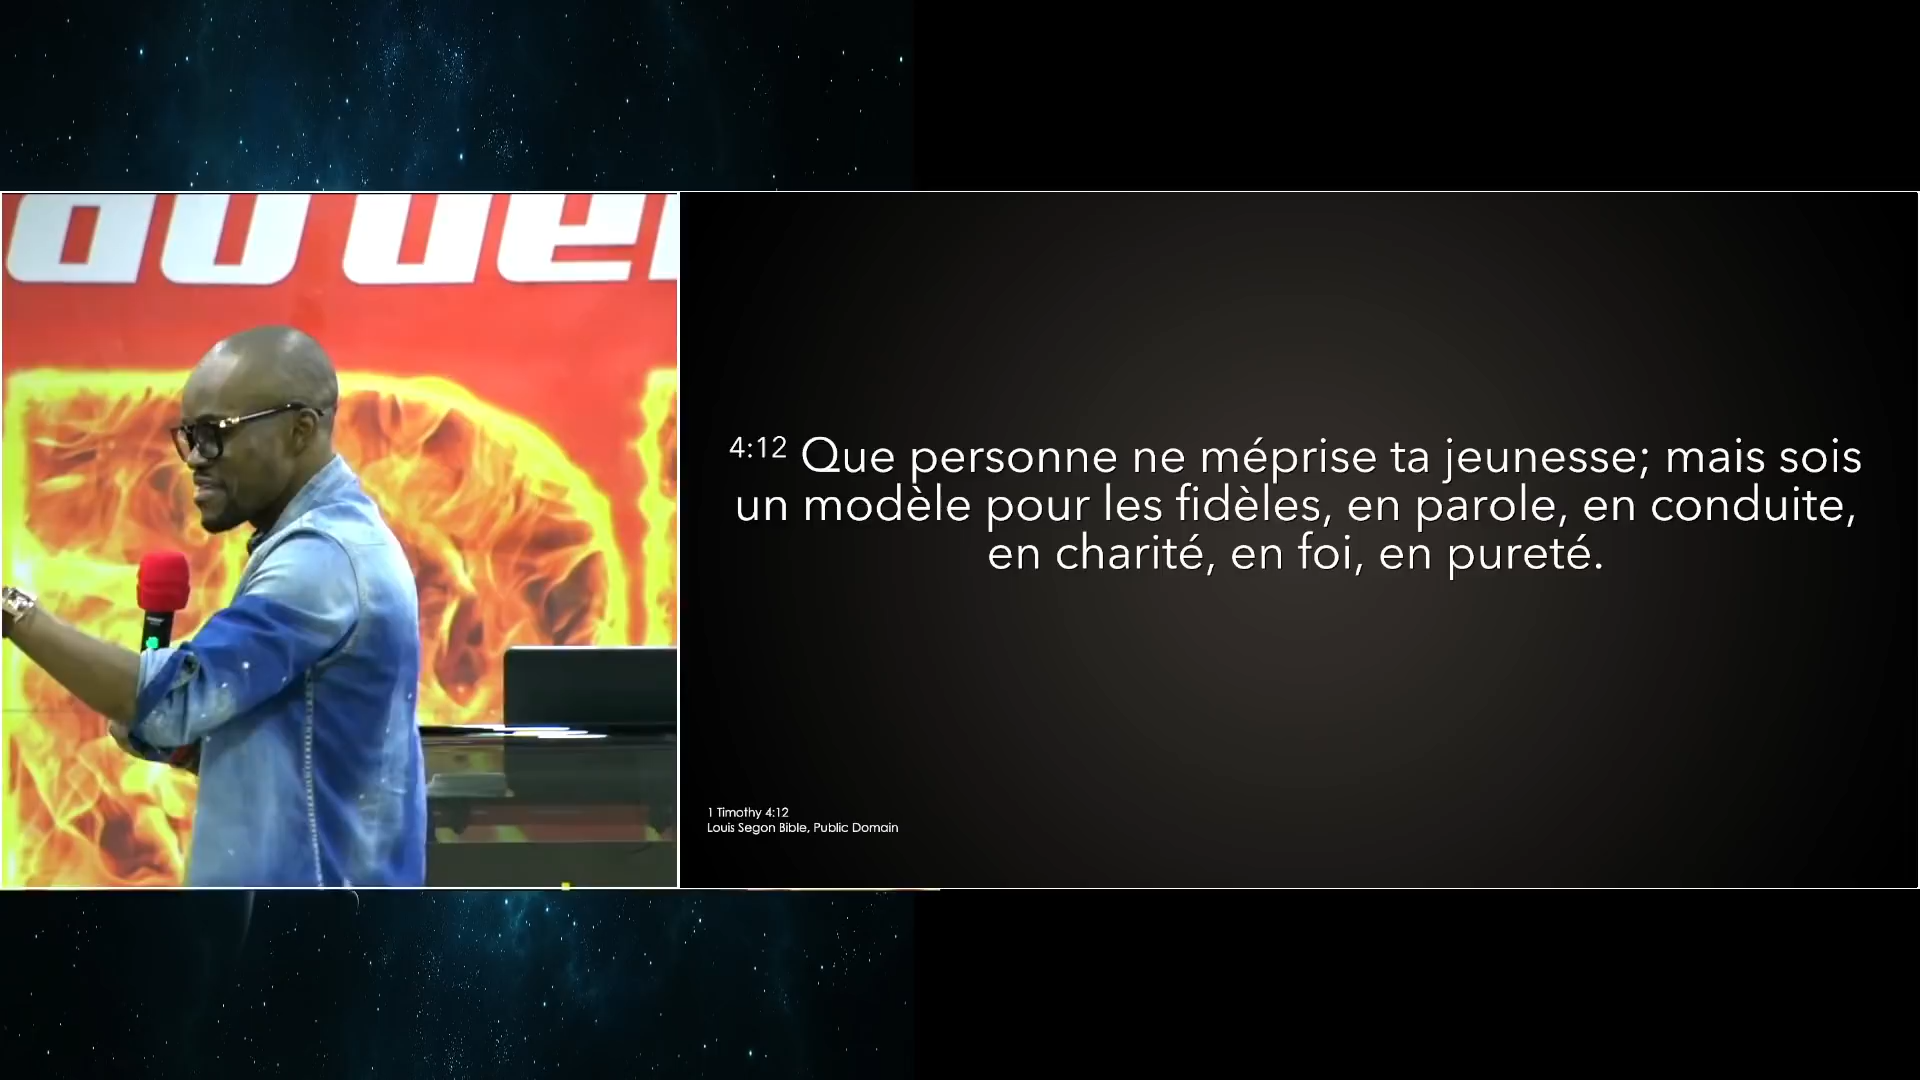 4:12 Que personne ne méprise ta jeunesse; mais sois
un modèle pour les fidèles, en parole, en conduite,
en charité, en foi, en pureté.
1 Timothy 4:12
Louis Segon Bible, Public Domain